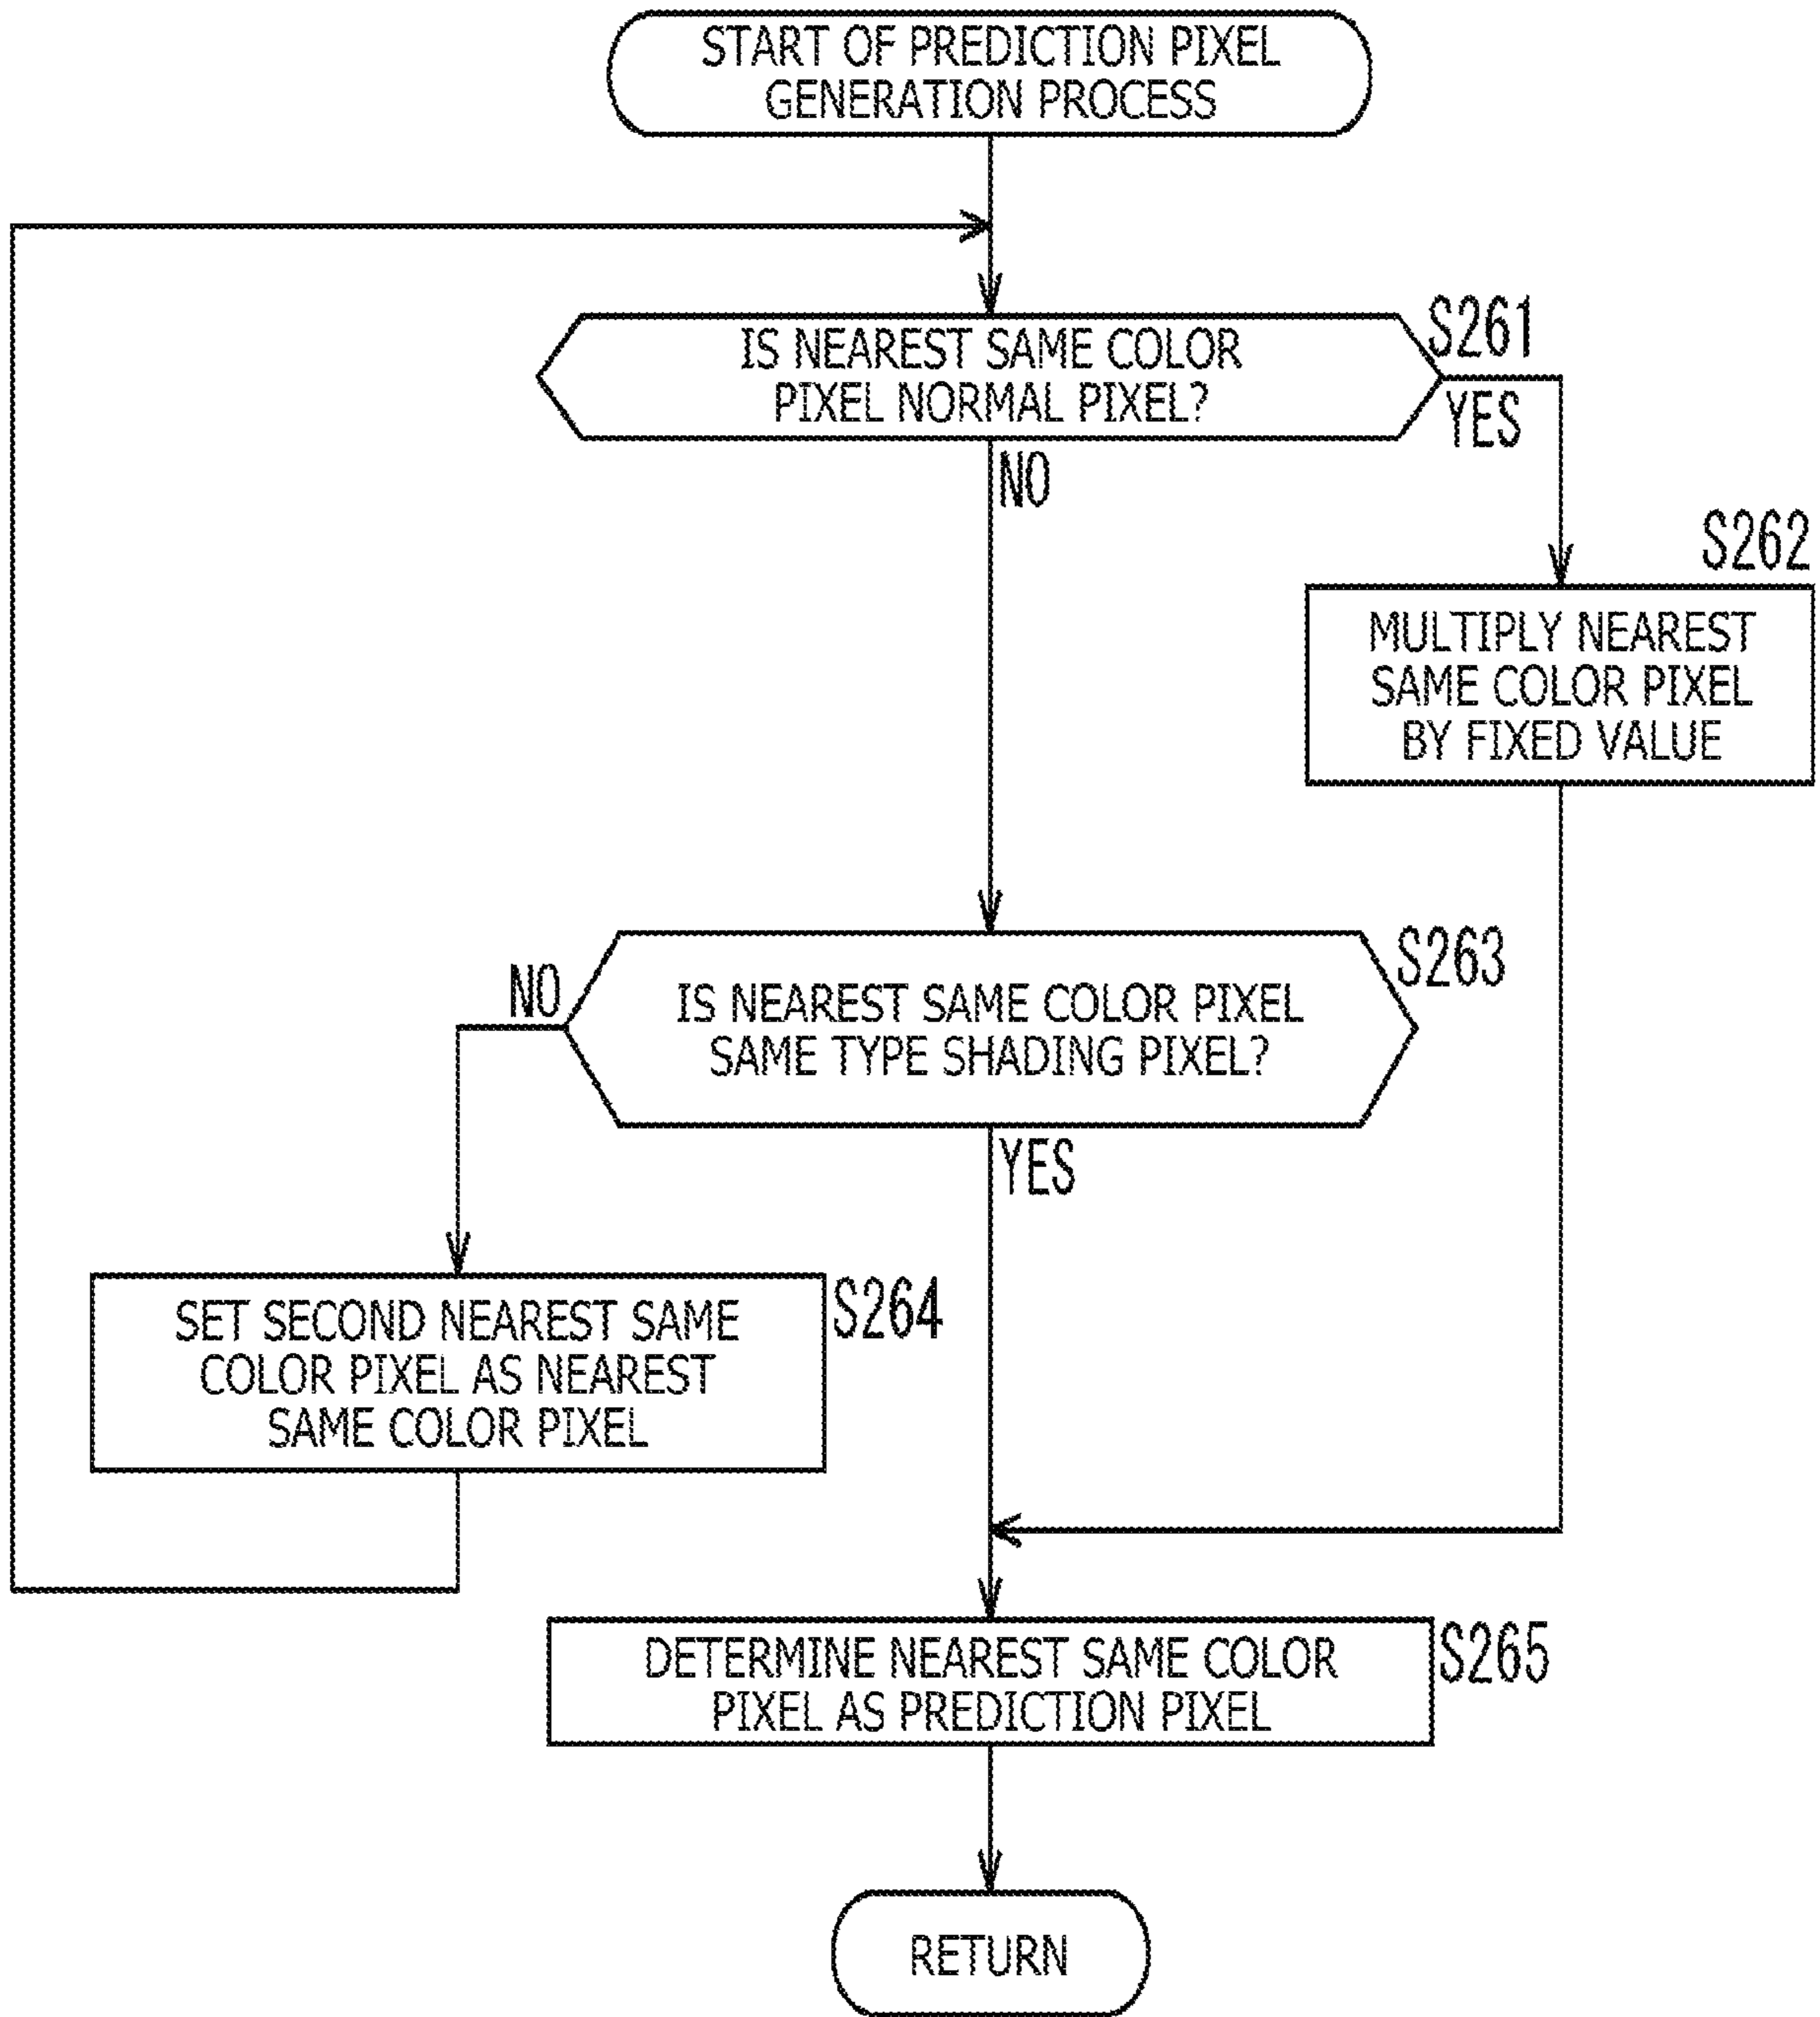 START OF PREDICTION PIXEL
GENERATION PROCESS
IS NEAREST SAME COLOR
PIXEL NORMAL PIXEL?
S261
YES
NO
S262
MULTIPLY NEAREST
SAME COLOR PIXEL
BY FIXED VALUE
S263
NO
IS NEAREST SAME COLOR PIXEL
SAME TYPE SHADING PIXEL?
YES
S264
SET SECOND NEAREST SAME
COLOR PIXEL AS NEAREST
SAME COLOR PIXEL
S265
DETERMINE NEAREST SAME COLOR
PIXEL AS PREDICTION PIXEL
RETURN